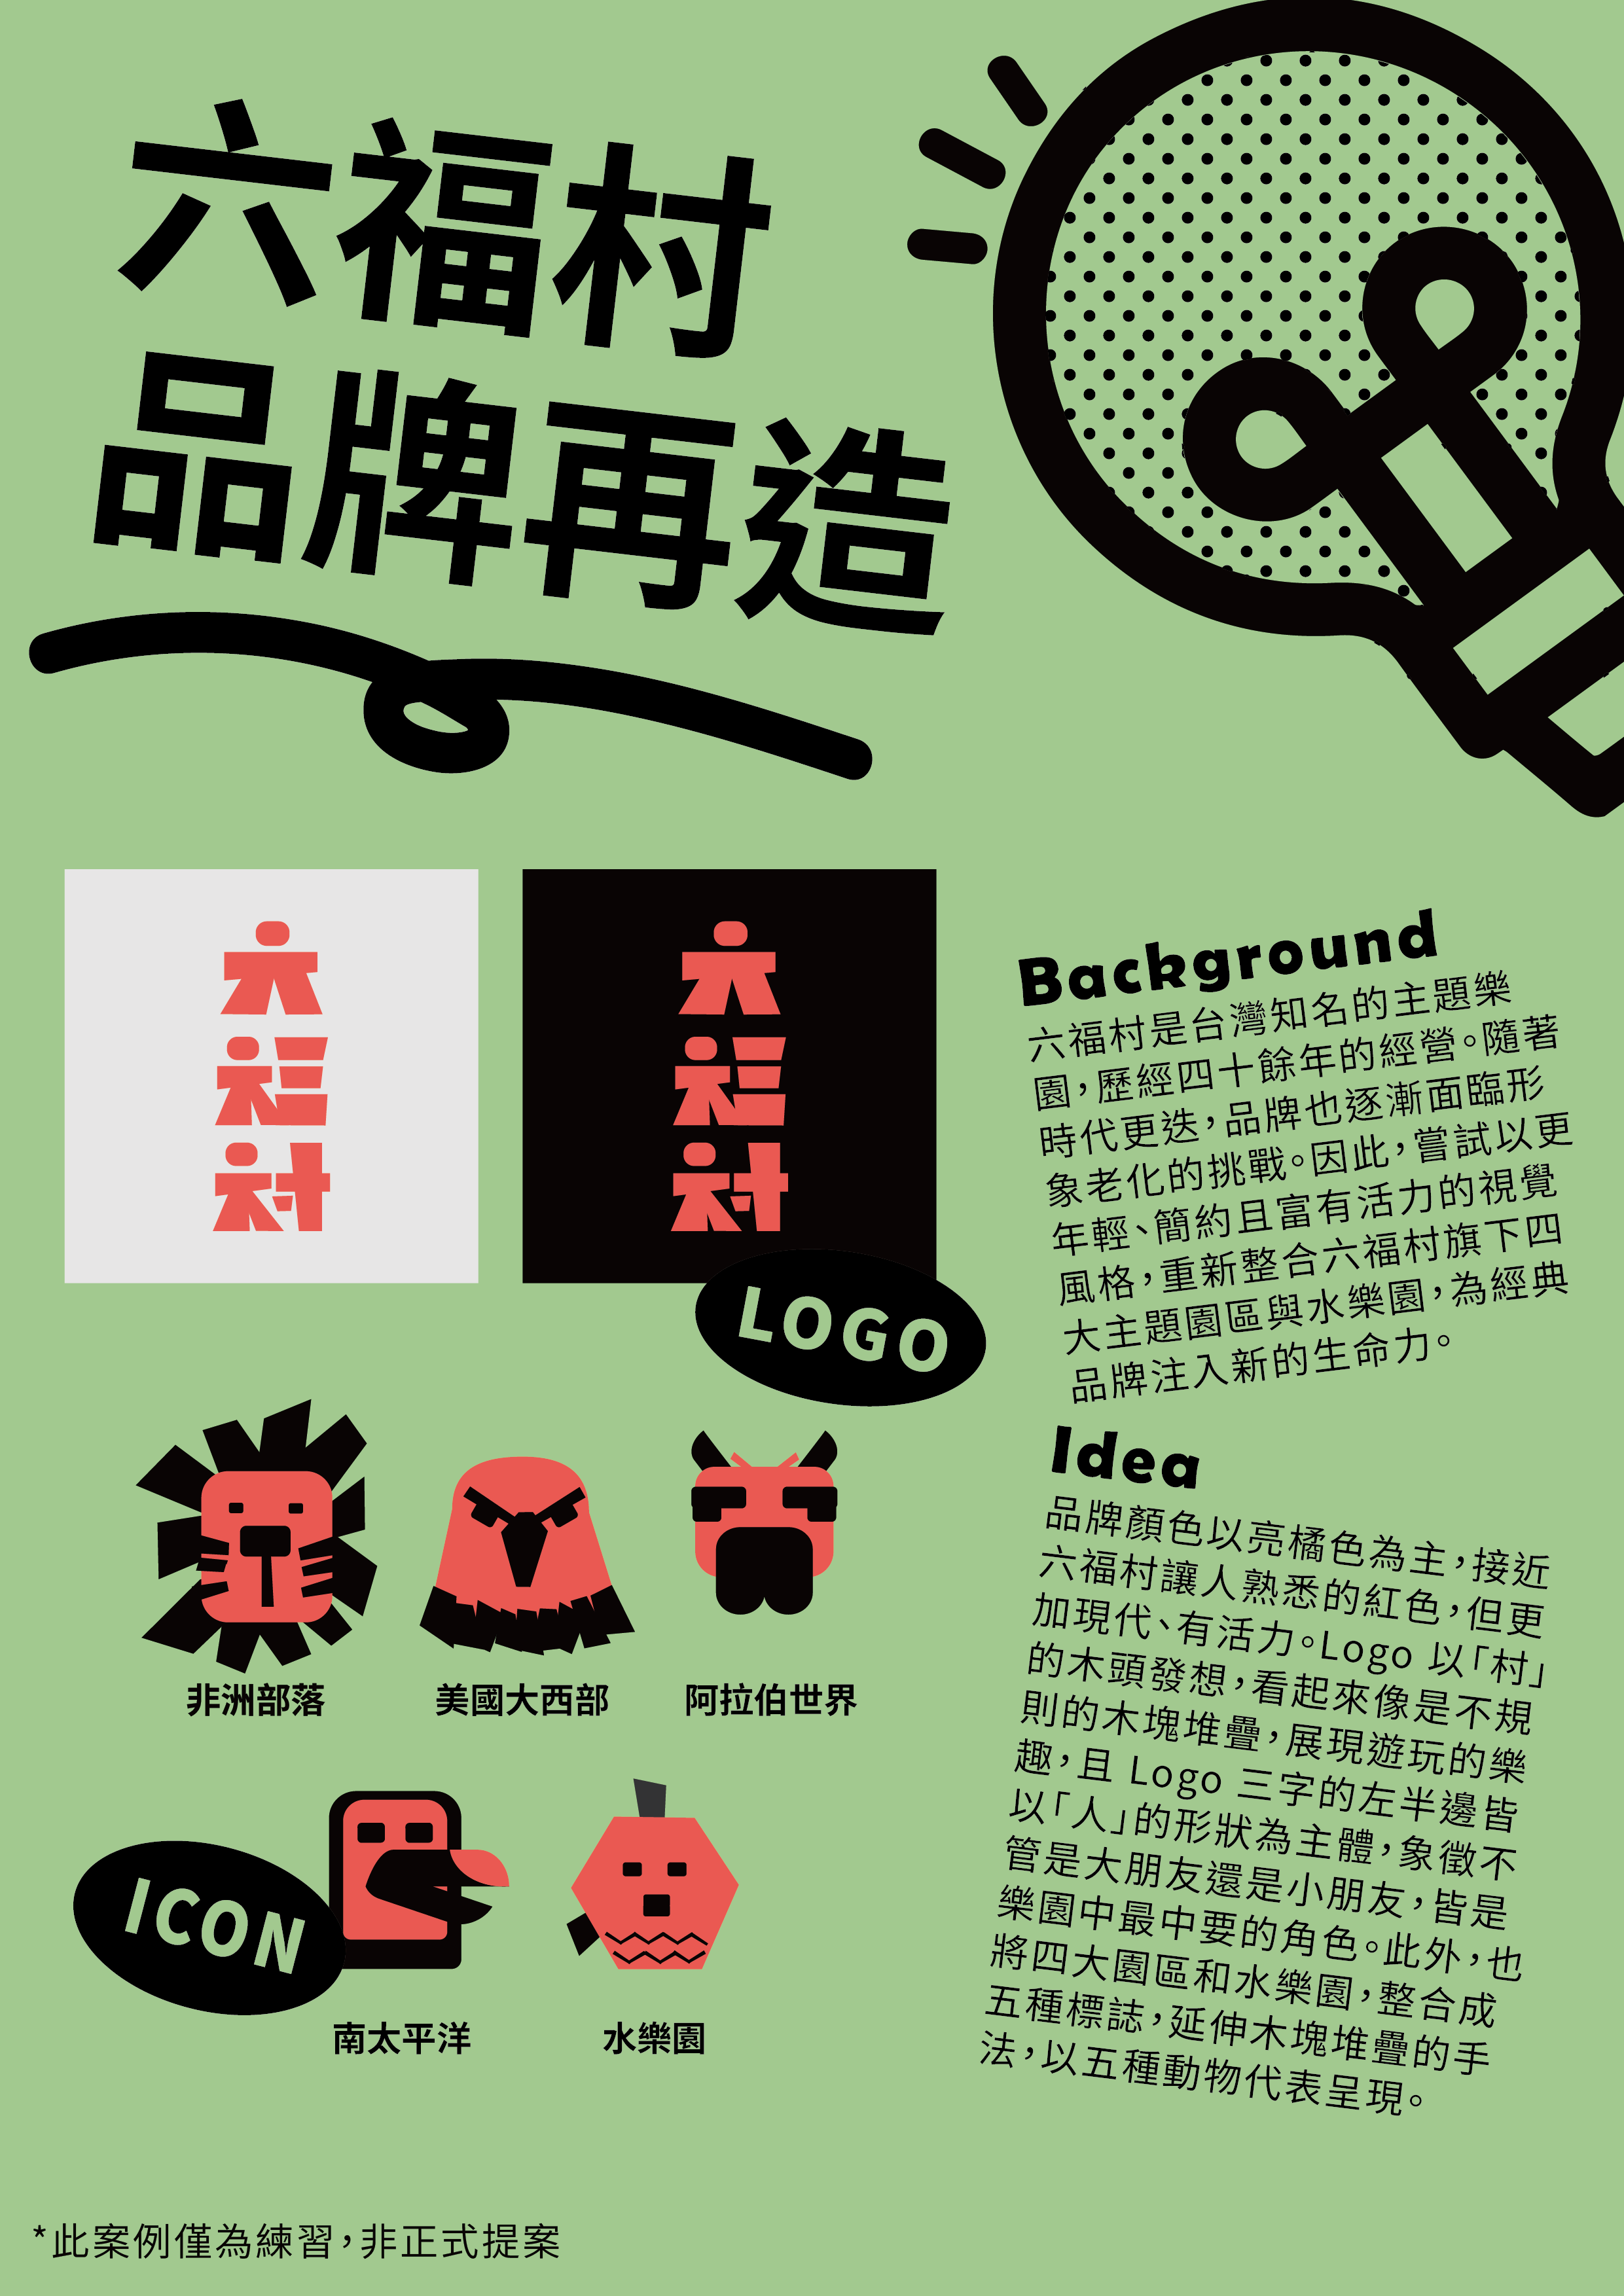 六福村
品牌再造
六
福
村
六
福
村
LOGO
Background
六福村是台灣知名的主題樂
園，歷經四十餘年的經營。隨著
時代更迭，品牌也逐漸面臨形
象老化的挑戰。因此，嘗試以更
年輕、簡約且富有活力的視覺
風格，重新整合六福村旗下四
大主題園區與水樂園，為經典
品牌注入新的生命力。
Idea
品牌顏色以亮橘色為主，接近
六福村讓人熟悉的紅色，但更
加現代、有活力。Logo 以「村」
的木頭發想，看起來像是不規
則的木塊堆疊，展現遊玩的樂
趣，且 Logo 三字的左半邊皆
以「人」的形狀為主體，象徵不
管是大朋友還是小朋友，皆是
樂園中最中要的角色。此外，也
將四大園區和水樂園，整合成
五種標誌，延伸木塊堆疊的手
法，以五種動物代表呈現。
非洲部落
美國大西部
阿拉伯世界
ICON
南太平洋
水樂園
*此案例僅為練習，非正式提案